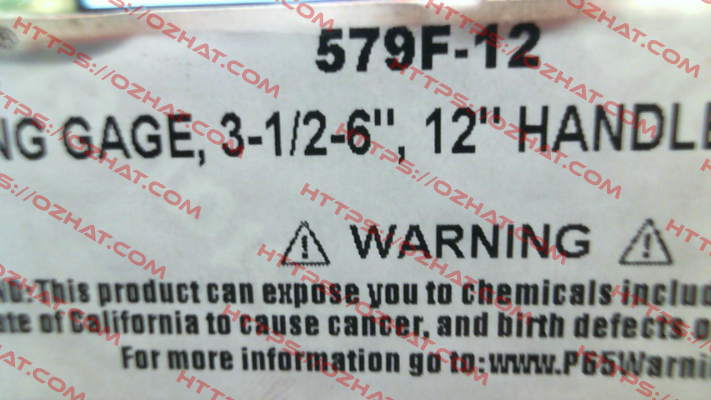 579F-12
NG GAGE, 3-1/2-6", 12" HANDLE
⚠ WARNING ⚠
This product can expose you to chemicals includ
ate of California to cause cancer, and birth defects o
For more information go to: www.P65Warni
HTTPS://OZHAT.COM